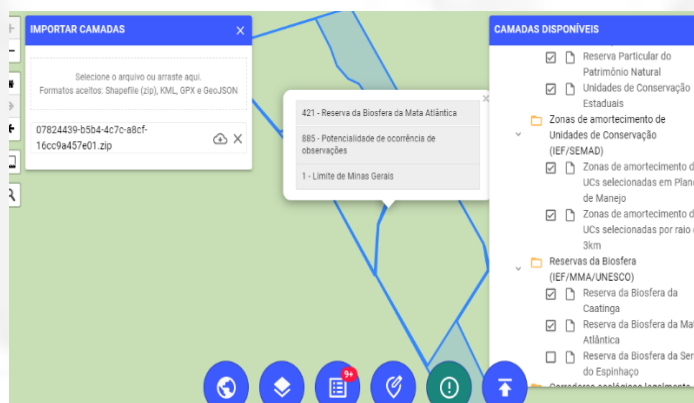 IMPORTAR CAMADAS
X
Selecione o arquivo ou arraste aqui.
Formatos aceitos: Shapefile (zip), KML, GPX e GeoJSON
07824439-b5b4-4c7c-a8cf-
16cc9a457e01.zip
421 - Reserva da Biosfera da Mata Atlântica
885 - Potencialidade de ocorrência de
observações
1 - Limite de Minas Gerais
9+
CAMADAS DISPONÍVEIS
Reserva Particular do
Patrimônio Natural
Unidades de Conservação
Estaduais
Zonas de amortecimento de
Unidades de Conservação
(IEF/SEMAD)
Zonas de amortecimento d
UCs selecionadas em Plan
de Manejo
Zonas de amortecimento d
UCs selecionadas por raio
3km
Reservas da Biosfera
(IEF/MMA/UNESCO)
Reserva da Biosfera da
Caatinga
Reserva da Biosfera da Ma
Atlântica
Reserva da Biosfera da Ser
do Espinhaço